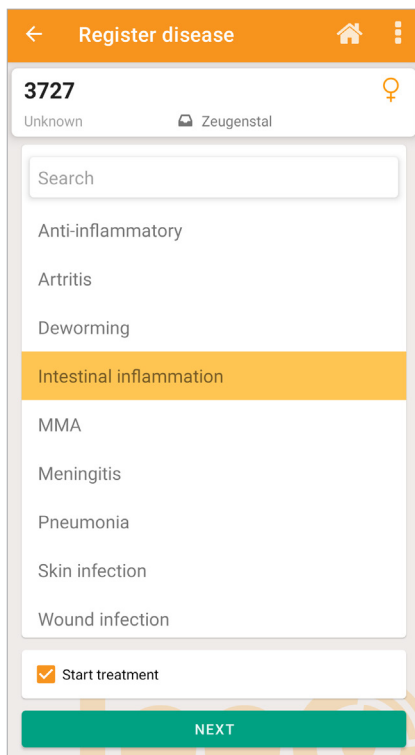 Register disease
3727
Unknown Zeugenstal
Search
Anti-inflammatory
Artritis
Deworming
Intestinal inflammation
MMA
Meningitis
Pneumonia
Skin infection
Wound infection
Start treatment
NEXT